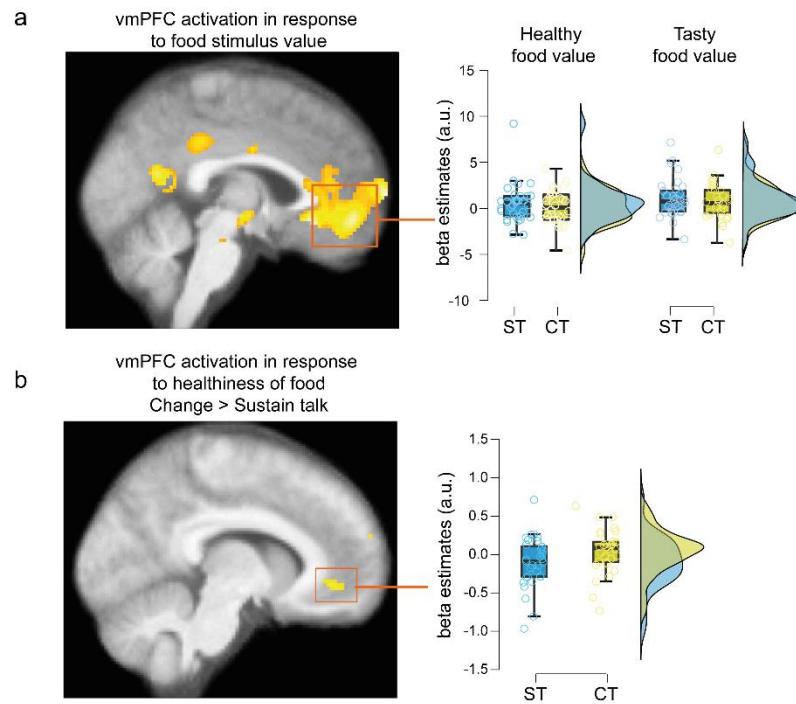 a
vmPFC activation in response
to food stimulus value
Healthy
food value
Tasty
food value
beta estimates (a.u.)
15
10
5
0
-5
-10
ST
CT
ST
CT
b
vmPFC activation in response
to healthiness of food
Change > Sustain talk
beta estimates (a.u.)
1.5
1.0
0.5
0.0
-0.5
-1.0
-1.5
ST
CT